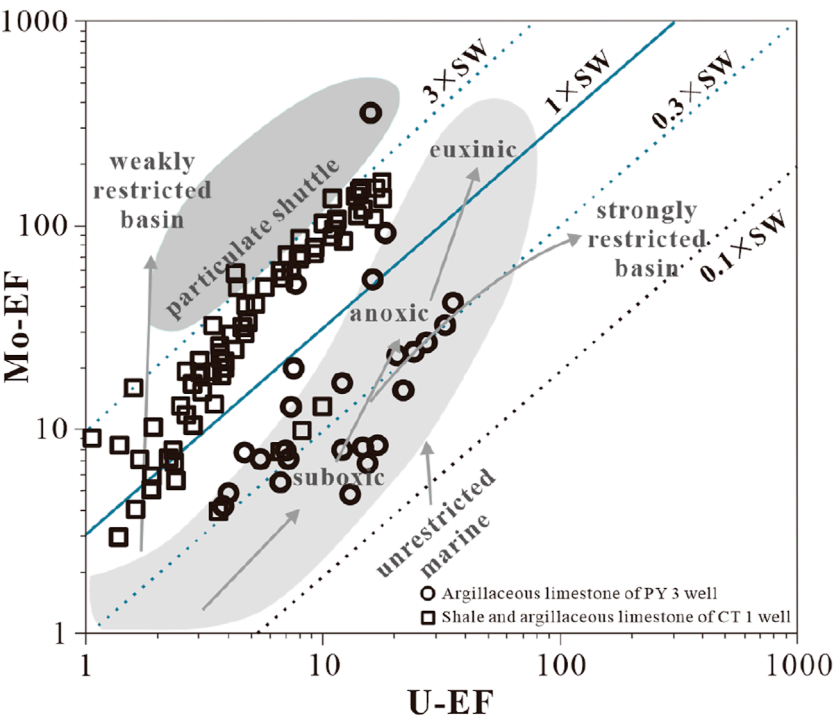 1000
100
10
1
Mo-EF
1
10
100
1000
U-EF
3×SW
1×SW
0.3×SW
0.1×SW
weakly
restricted
basin
particulate shuttle
euxinic
anoxic
suboxic
strongly
restricted
basin
unrestricted
marine
Argillaceous limestone of PY 3 well
Shale and argillaceous limestone of CT 1 well